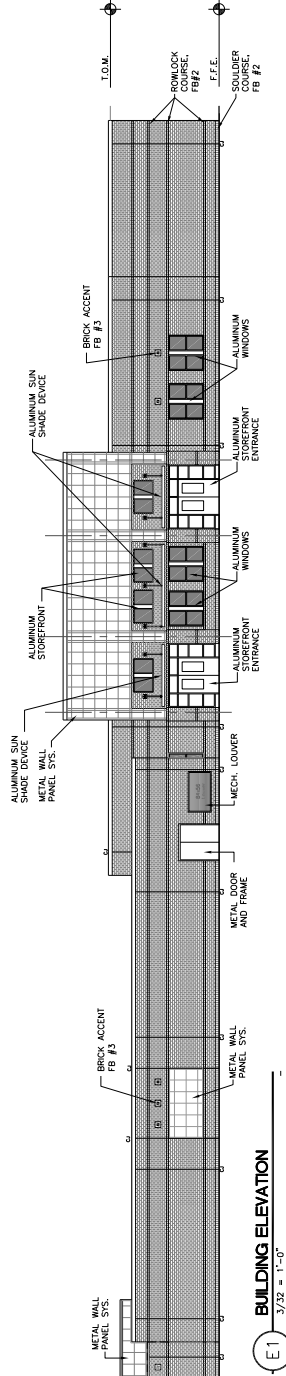 METAL WALL
PANEL SYS.
BRICK ACCENT
FB #3
ALUMINUM SUN
SHADE DEVICE
METAL WALL
PANEL SYS.
ALUMINUM
STOREFRONT
ALUMINUM SUN
SHADE DEVICE
BRICK ACCENT
FB #3
T.O.M.
ROWLOCK
COURSE,
FB#2
F.F.E.
SOULDIER
COURSE,
FB #2
METAL WALL
PANEL SYS.
METAL DOOR
AND FRAME
MECH. LOUVER
ALUMINUM
STOREFRONT
ENTRANCE
ALUMINUM
WINDOWS
ALUMINUM
STOREFRONT
ENTRANCE
ALUMINUM
WINDOWS
E1
BUILDING ELEVATION
3/32 = 1'-0"